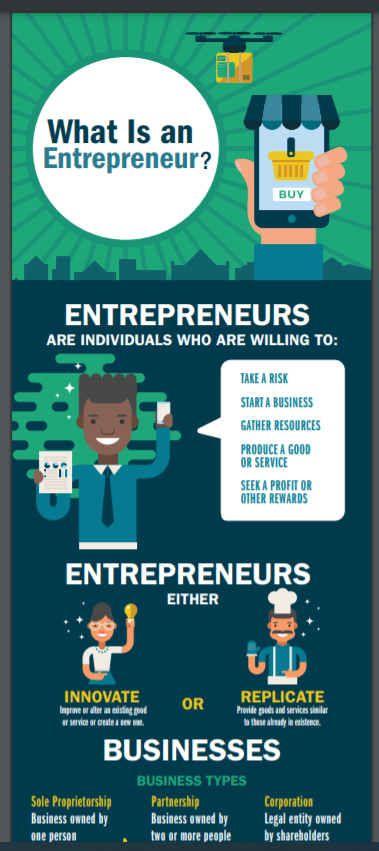 What Is an
Entrepreneur?
BUY
ENTREPRENEURS
ARE INDIVIDUALS WHO ARE WILLING TO:
TAKE A RISK
START A BUSINESS
GATHER RESOURCES
PRODUCE A GOOD
OR SERVICE
SEEK A PROFIT OR
OTHER REWARDS
ENTREPRENEURS
EITHER
INNOVATE
Improve or alter an existing good
or service or create a new one.
OR
REPLICATE
Provide goods and services similar
to those already in existence.
BUSINESSES
BUSINESS TYPES
Sole Proprietorship
Business owned by
one person
Partnership
Business owned by
two or more people
Corporation
Legal entity owned
by shareholders